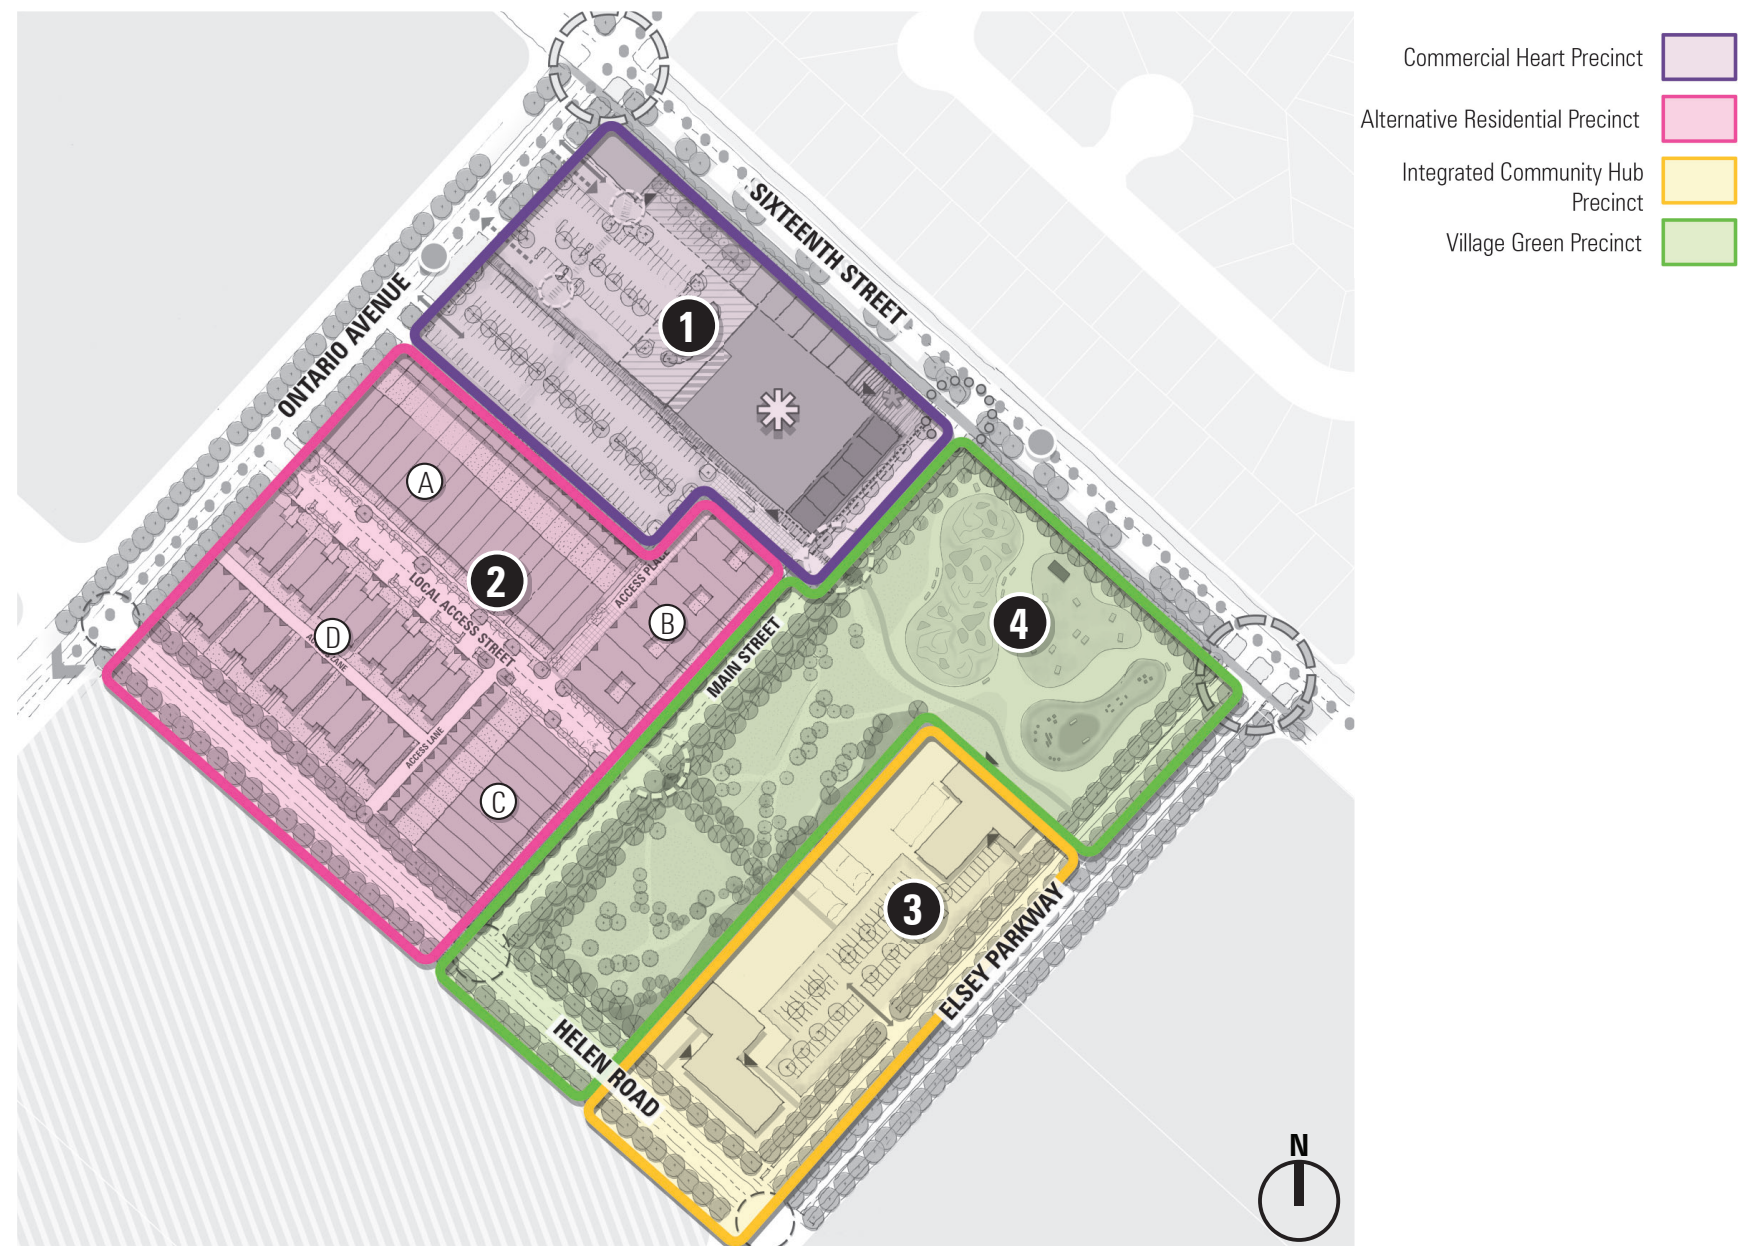 Commercial Heart Precinct
Alternative Residential Precinct
Integrated Community Hub
Precinct
Village Green Precinct
SIXTEENTH STREET
ONTARIO AVENUE
1
A
2
LOCAL ACCESS STREET
ACCESS PLACE
B
D
LANE
ACCESS LANE
C
MAIN STREET
4
3
ELSEY PARKWAY
HELEN ROAD
N